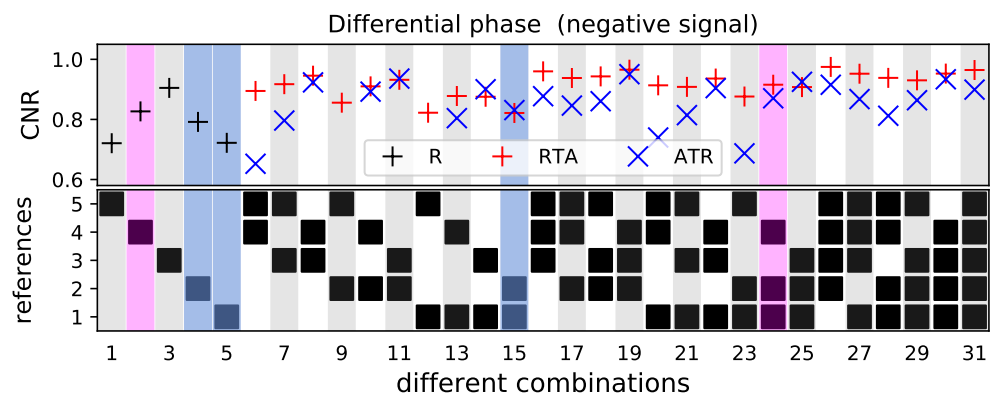 Differential phase  (negative signal)
CNR
1.0
0.8
0.6
R RTA ATR
references
5
4
3
2
1
1 3 5 7 9 11 13 15 17 19 21 23 25 27 29 31
different combinations